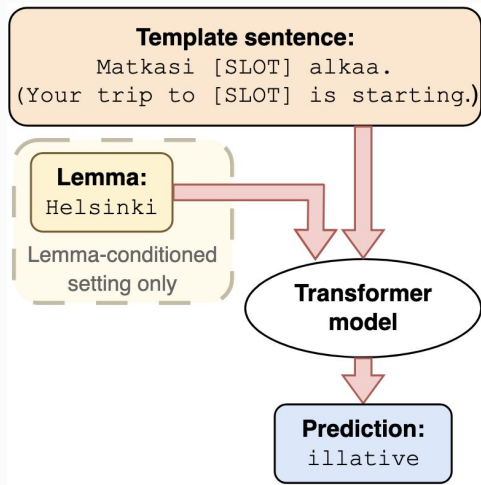 Template sentence:
Matkasi [SLOT] alkaa.
(Your trip to [SLOT] is starting.)
Lemma:
Helsinki
Lemma-conditioned
setting only
Transformer
model
Prediction:
illative